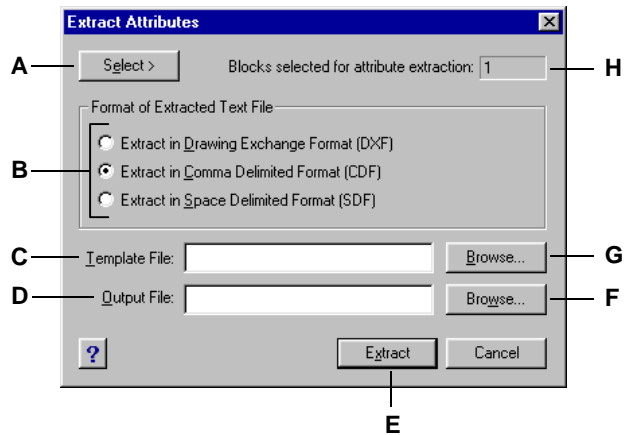 Extract Attributes
A Select > Blocks selected for attribute extraction: 1 H
Format of Extracted Text File
Extract in Drawing Exchange Format (DXF)
B Extract in Comma Delimited Format (CDF)
Extract in Space Delimited Format (SDF)
C Template File: Browse... G
D Output File: Browse... F
? Extract Cancel
E